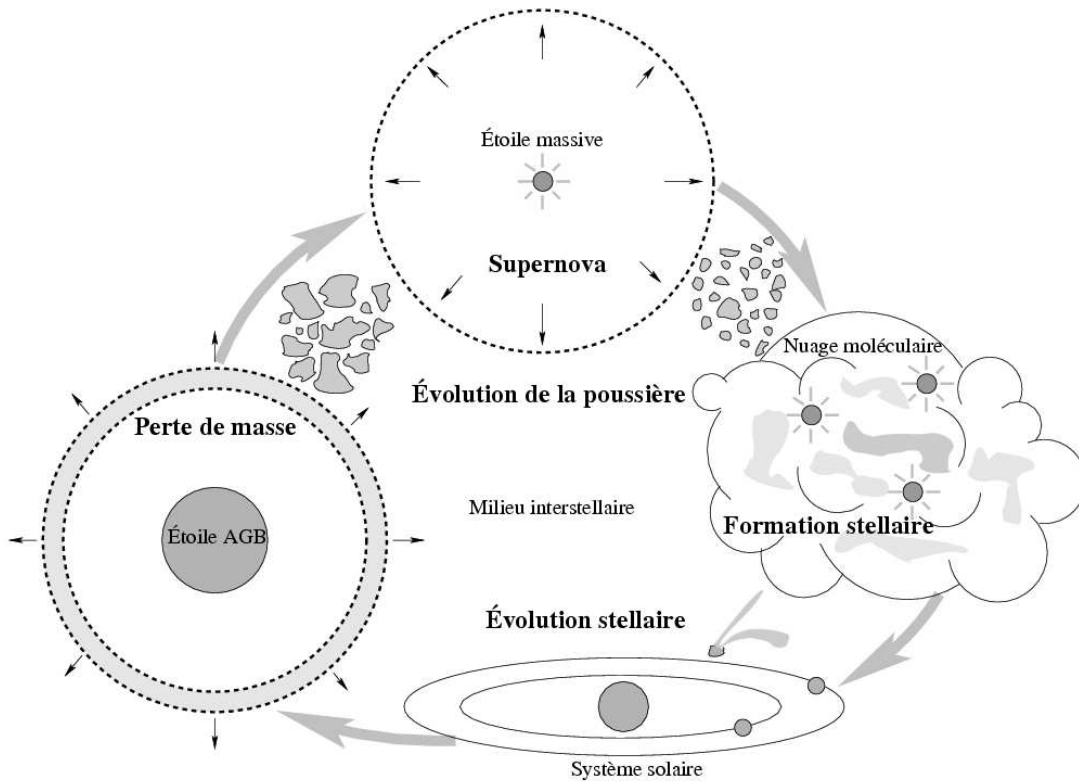 Étoile massive
Supernova
Nuage moléculaire
Évolution de la poussière
Perte de masse
Milieu interstellaire
Formation stellaire
Étoile AGB
Évolution stellaire
Système solaire